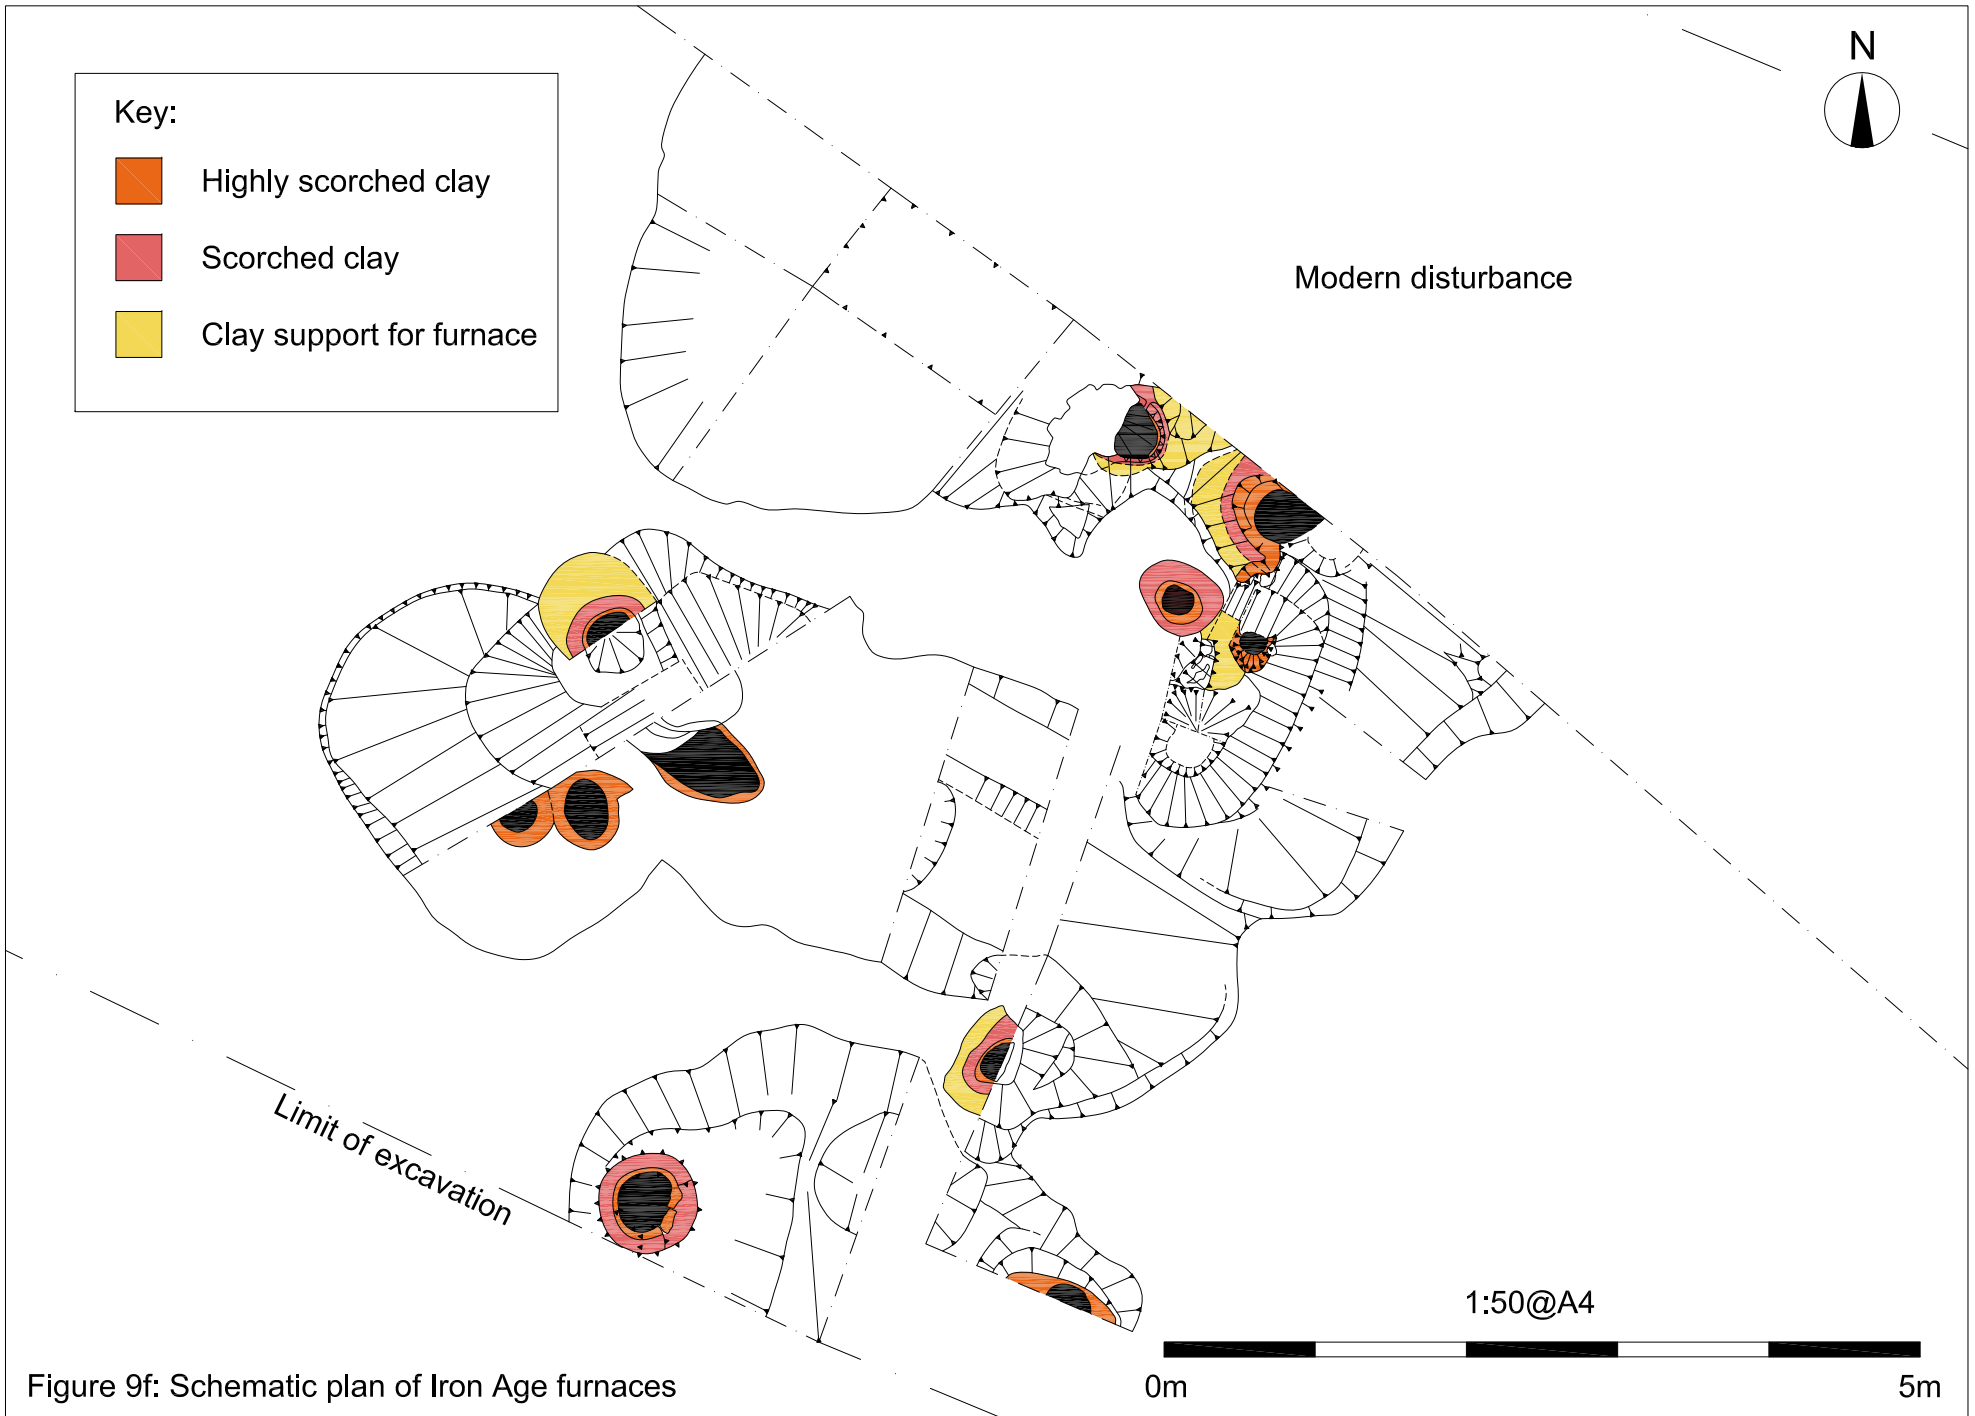 N
Key:
Highly scorched clay
Scorched clay
Clay support for furnace
Modern disturbance
Limit of excavation
1:50@A4
0m
5m
Figure 9f: Schematic plan of Iron Age furnaces